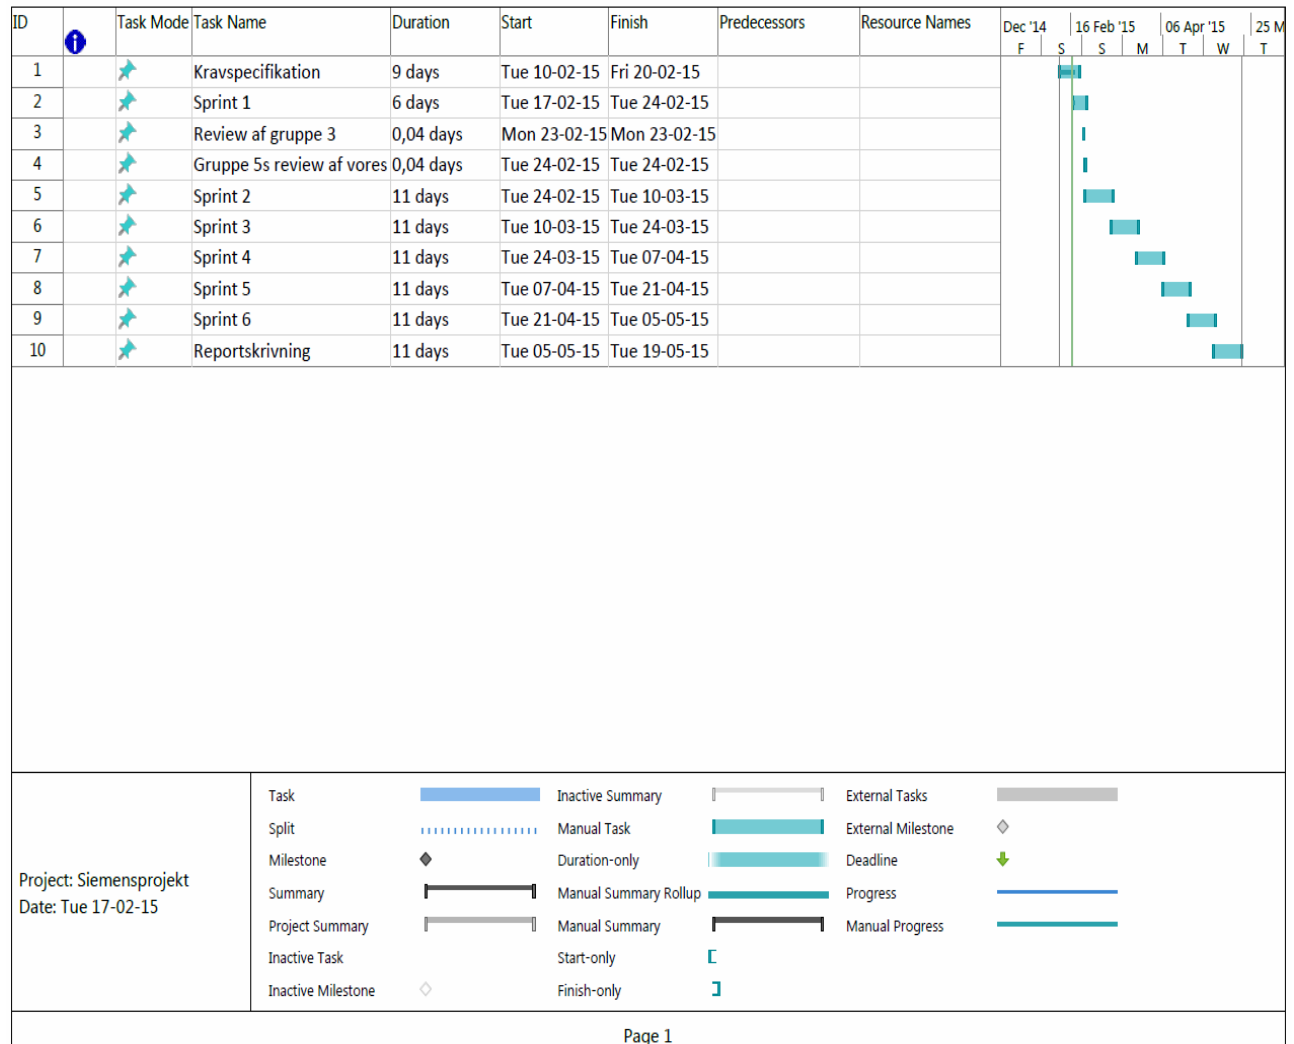 ID Task Mode Task Name Duration Start Finish Predecessors Resource Names Dec '14 16 Feb '15 06 Apr '15 25 M
F S S M T W T
1 Kravspecifikation 9 days Tue 10-02-15 Fri 20-02-15
2 Sprint 1 6 days Tue 17-02-15 Tue 24-02-15
3 Review af gruppe 3 0,04 days Mon 23-02-15 Mon 23-02-15
4 Gruppe 5s review af vores 0,04 days Tue 24-02-15 Tue 24-02-15
5 Sprint 2 11 days Tue 24-02-15 Tue 10-03-15
6 Sprint 3 11 days Tue 10-03-15 Tue 24-03-15
7 Sprint 4 11 days Tue 24-03-15 Tue 07-04-15
8 Sprint 5 11 days Tue 07-04-15 Tue 21-04-15
9 Sprint 6 11 days Tue 21-04-15 Tue 05-05-15
10 Reportskrivning 11 days Tue 05-05-15 Tue 19-05-15
Project: Siemensprojekt
Date: Tue 17-02-15
Task Inactive Summary External Tasks
Split Manual Task External Milestone
Milestone Duration-only Deadline
Summary Manual Summary Rollup Progress
Project Summary Manual Summary Manual Progress
Inactive Task Start-only
Inactive Milestone Finish-only
Page 1